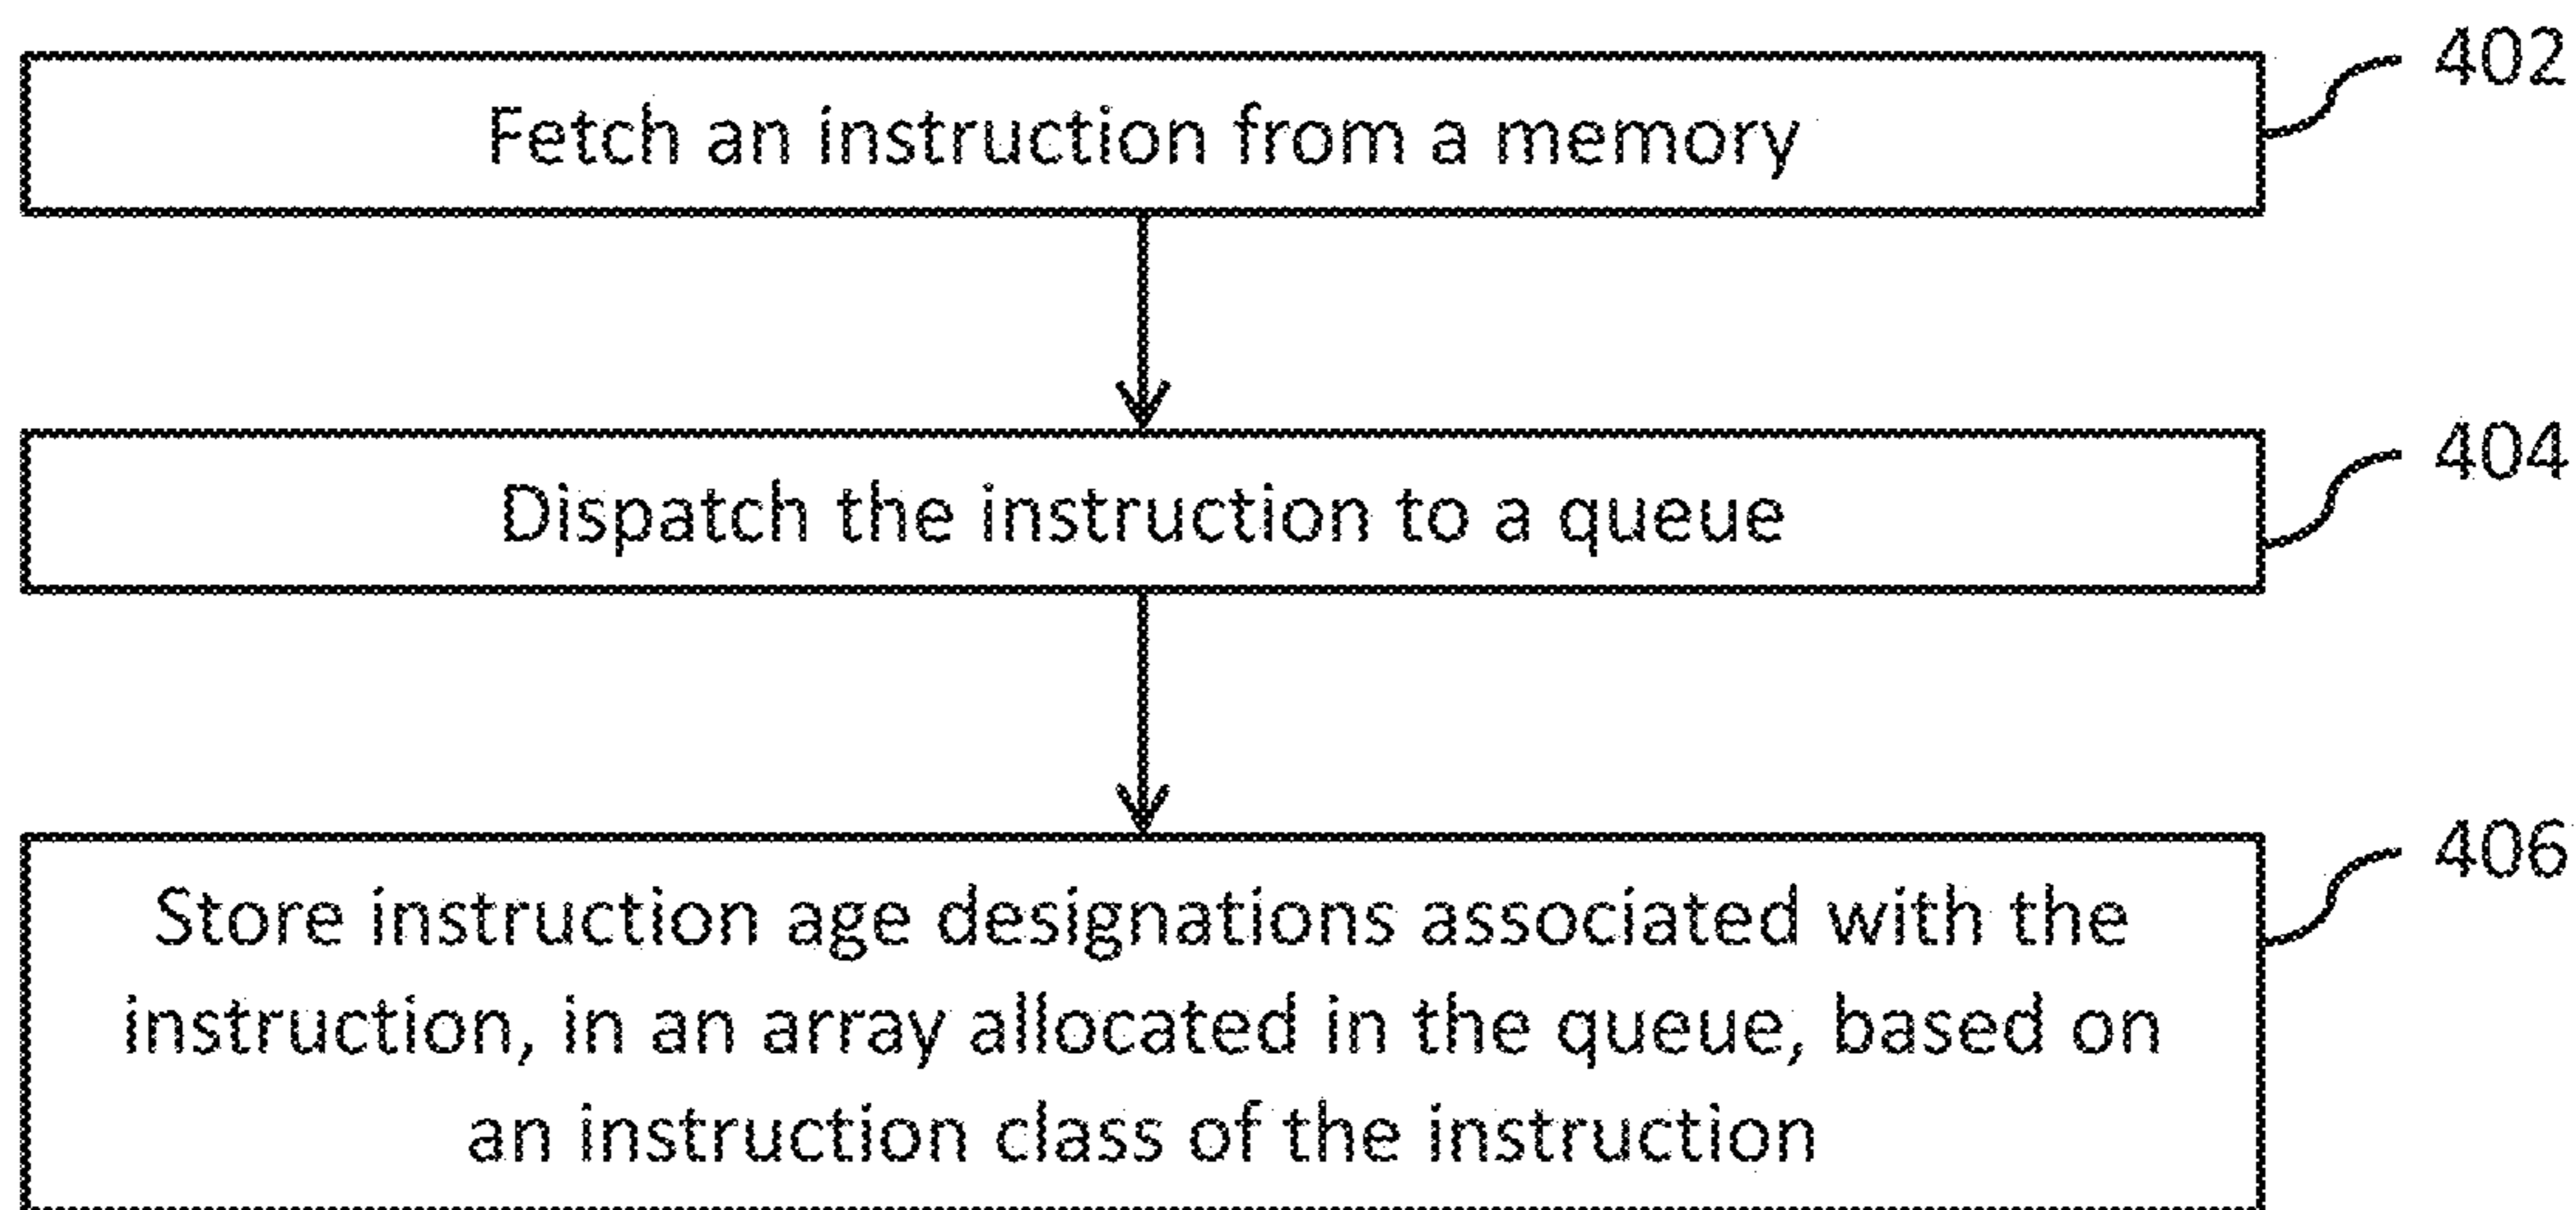 402
Fetch an instruction from a memory
404
Dispatch the instruction to a queue
406
Store instruction age designations associated with the
instruction, in an array allocated in the queue, based on
an instruction class of the instruction